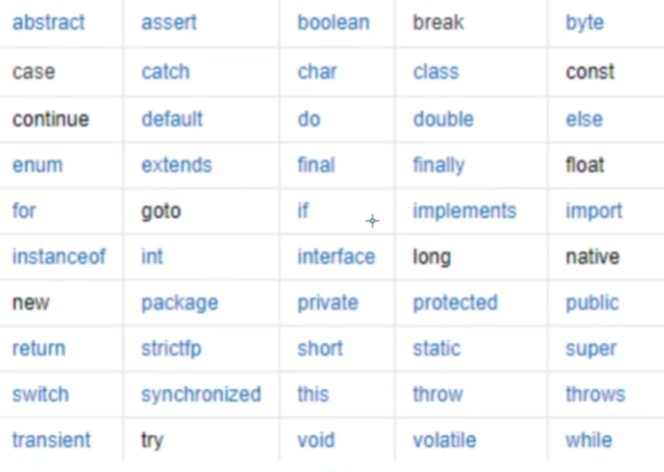 abstract assert boolean break byte
case catch char class const
continue default do double else
enum extends final finally float
for goto if implements import
instanceof int interface long native
new package private protected public
return strictfp short static super
switch synchronized this throw throws
transient try void volatile while